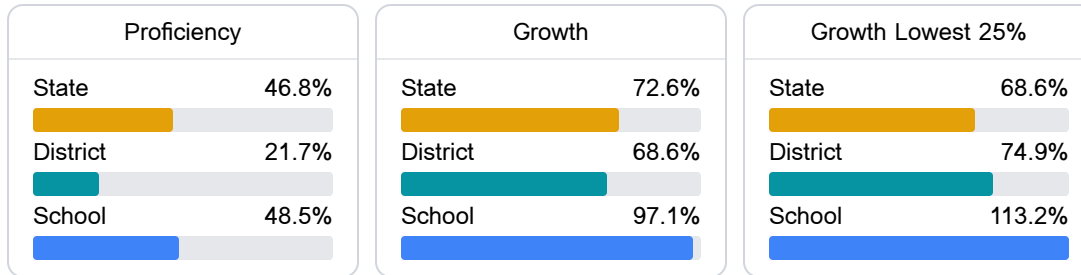 Proficiency
State 46.8%
District 21.7%
School 48.5%
Growth
State 72.6%
District 68.6%
School 97.1%
Growth Lowest 25%
State 68.6%
District 74.9%
School 113.2%